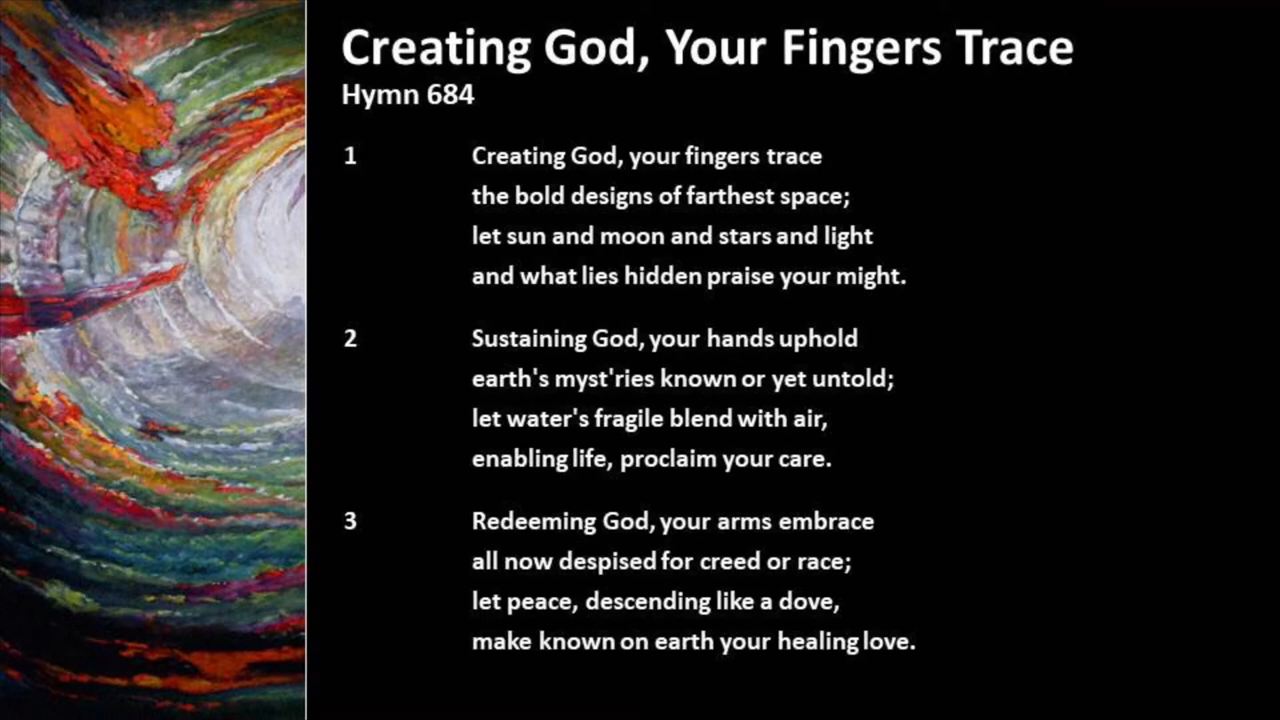 Creating God, Your Fingers Trace
Hymn 684
1 Creating God, your fingers trace
the bold designs of farthest space;
let sun and moon and stars and light
and what lies hidden praise your might.
2 Sustaining God, your hands uphold
earth's myst'ries known or yet untold;
let water's fragile blend with air,
enabling life, proclaim your care.
3 Redeeming God, your arms embrace
all now despised for creed or race;
let peace, descending like a dove,
make known on earth your healing love.